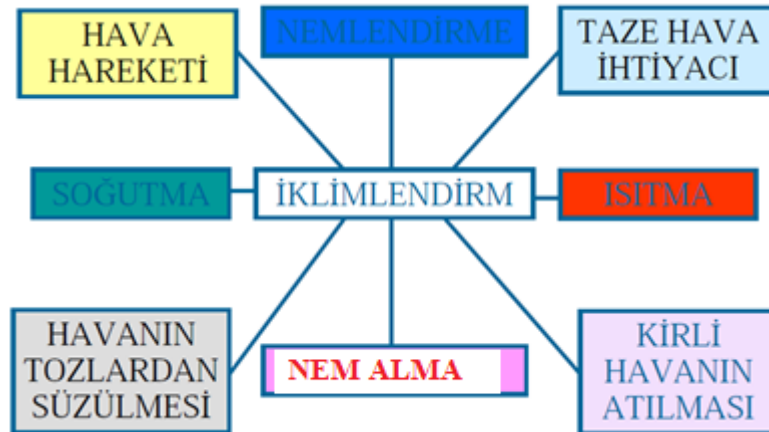 HAVA
HAREKETİ
NEMLENDİRME
TAZE HAVA
İHTİYACI
SOĞUTMA
İKLİMLENDİRM
ISITMA
HAVANIN
TOZLARDAN
SÜZÜLMESİ
NEM ALMA
KİRLİ
HAVANIN
ATILMASI